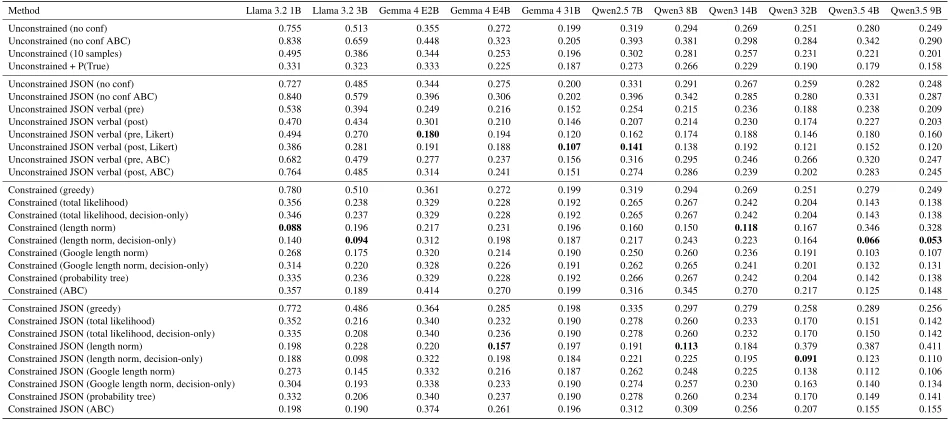 Method Llama 3.2 1B Llama 3.2 3B Gemma 4 E2B Gemma 4 E4B Gemma 4 31B Qwen2.5 7B Qwen3 8B Qwen3 14B Qwen3 32B Qwen3.5 4B Qwen3.5 9B
Unconstrained (no conf) 0.755 0.513 0.355 0.272 0.199 0.319 0.294 0.269 0.251 0.280 0.249
Unconstrained (no conf ABC) 0.838 0.659 0.448 0.323 0.205 0.393 0.381 0.298 0.284 0.342 0.290
Unconstrained (10 samples) 0.495 0.386 0.344 0.253 0.196 0.302 0.281 0.257 0.231 0.221 0.201
Unconstrained + P(True) 0.331 0.323 0.333 0.225 0.187 0.273 0.266 0.229 0.190 0.179 0.158
Unconstrained JSON (no conf) 0.727 0.485 0.344 0.275 0.200 0.331 0.291 0.267 0.259 0.282 0.248
Unconstrained JSON (no conf ABC) 0.840 0.579 0.396 0.306 0.202 0.396 0.342 0.285 0.280 0.331 0.287
Unconstrained JSON verbal (pre) 0.538 0.394 0.249 0.216 0.152 0.254 0.215 0.236 0.188 0.238 0.209
Unconstrained JSON verbal (post) 0.470 0.434 0.301 0.210 0.146 0.207 0.214 0.230 0.174 0.227 0.203
Unconstrained JSON verbal (pre, Likert) 0.494 0.270 0.180 0.194 0.120 0.162 0.174 0.188 0.146 0.180 0.160
Unconstrained JSON verbal (post, Likert) 0.386 0.281 0.191 0.188 0.107 0.141 0.138 0.192 0.121 0.152 0.120
Unconstrained JSON verbal (pre, ABC) 0.682 0.479 0.277 0.237 0.156 0.316 0.295 0.246 0.266 0.320 0.247
Unconstrained JSON verbal (post, ABC) 0.764 0.485 0.314 0.241 0.151 0.274 0.286 0.239 0.202 0.283 0.245
Constrained (greedy) 0.780 0.510 0.361 0.272 0.199 0.319 0.294 0.269 0.251 0.279 0.249
Constrained (total likelihood) 0.356 0.238 0.329 0.228 0.192 0.265 0.267 0.242 0.204 0.143 0.138
Constrained (total likelihood, decision-only) 0.346 0.237 0.329 0.228 0.192 0.265 0.267 0.242 0.204 0.143 0.138
Constrained (length norm) 0.088 0.196 0.217 0.231 0.196 0.160 0.150 0.118 0.167 0.346 0.328
Constrained (length norm, decision-only) 0.140 0.094 0.312 0.198 0.187 0.217 0.243 0.223 0.164 0.066 0.053
Constrained (Google length norm) 0.268 0.175 0.320 0.214 0.190 0.250 0.260 0.236 0.191 0.103 0.107
Constrained (Google length norm, decision-only) 0.314 0.220 0.328 0.226 0.191 0.262 0.265 0.241 0.201 0.132 0.131
Constrained (probability tree) 0.335 0.236 0.329 0.228 0.192 0.266 0.267 0.242 0.204 0.142 0.138
Constrained (ABC) 0.357 0.189 0.414 0.270 0.199 0.316 0.345 0.270 0.217 0.125 0.148
Constrained JSON (greedy) 0.772 0.486 0.364 0.285 0.198 0.335 0.297 0.279 0.258 0.289 0.256
Constrained JSON (total likelihood) 0.352 0.216 0.340 0.232 0.190 0.278 0.260 0.233 0.170 0.151 0.142
Constrained JSON (total likelihood, decision-only) 0.335 0.208 0.340 0.236 0.190 0.278 0.260 0.232 0.170 0.150 0.142
Constrained JSON (length norm) 0.198 0.228 0.220 0.157 0.197 0.191 0.113 0.184 0.379 0.387 0.411
Constrained JSON (length norm, decision-only) 0.188 0.098 0.322 0.198 0.184 0.221 0.225 0.195 0.091 0.123 0.110
Constrained JSON (Google length norm) 0.273 0.145 0.332 0.216 0.187 0.262 0.248 0.225 0.138 0.112 0.106
Constrained JSON (Google length norm, decision-only) 0.304 0.193 0.338 0.233 0.190 0.274 0.257 0.230 0.163 0.140 0.134
Constrained JSON (probability tree) 0.332 0.206 0.340 0.237 0.190 0.278 0.260 0.234 0.170 0.149 0.141
Constrained JSON (ABC) 0.198 0.190 0.374 0.261 0.196 0.312 0.309 0.256 0.207 0.155 0.155